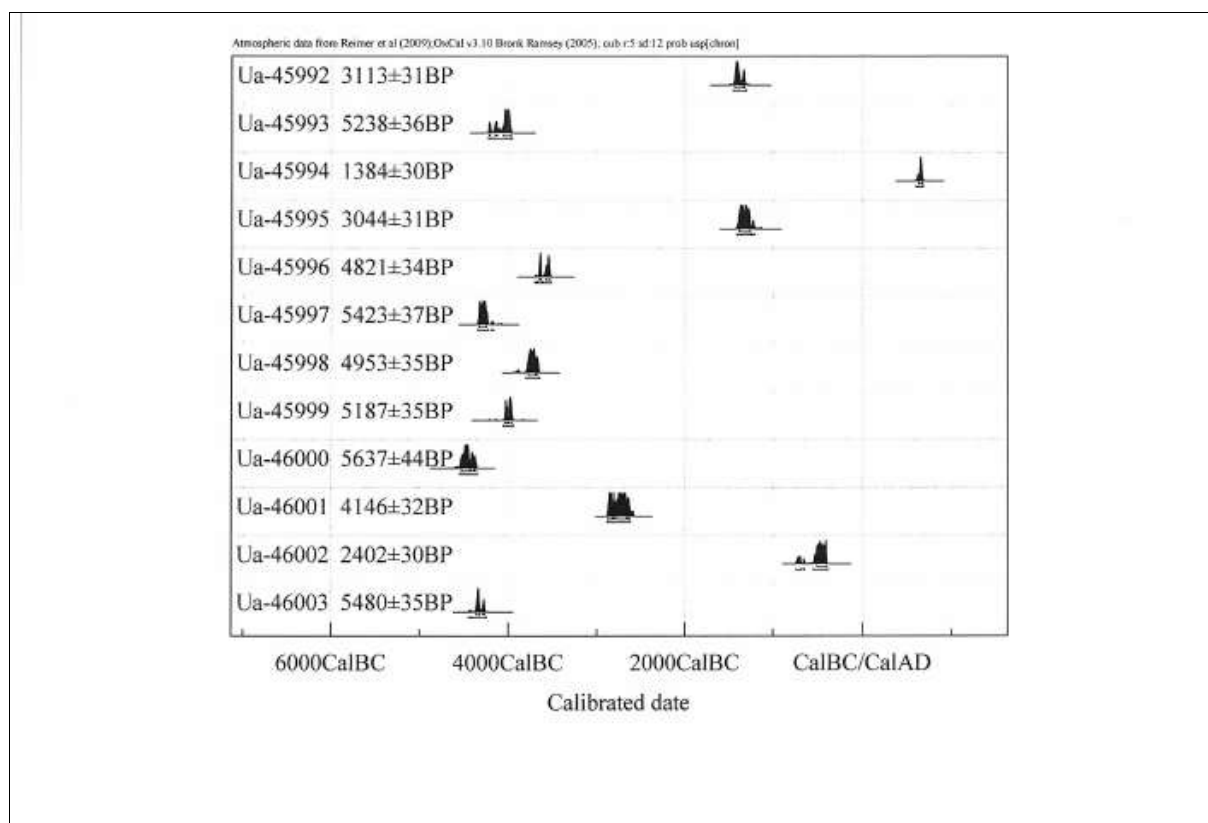 Atmospheric data from Reimer et al (2009);OxCal v3.10 Bronk Ramsey (2005); cub r:5 sd:12 prob usp[chron]
Ua-45992 3113±31BP
Ua-45993 5238±36BP
Ua-45994 1384±30BP
Ua-45995 3044±31BP
Ua-45996 4821±34BP
Ua-45997 5423±37BP
Ua-45998 4953±35BP
Ua-45999 5187±35BP
Ua-46000 5637±44BP
Ua-46001 4146±32BP
Ua-46002 2402±30BP
Ua-46003 5480±35BP
6000CalBC 4000CalBC 2000CalBC CalBC/CalAD
Calibrated date